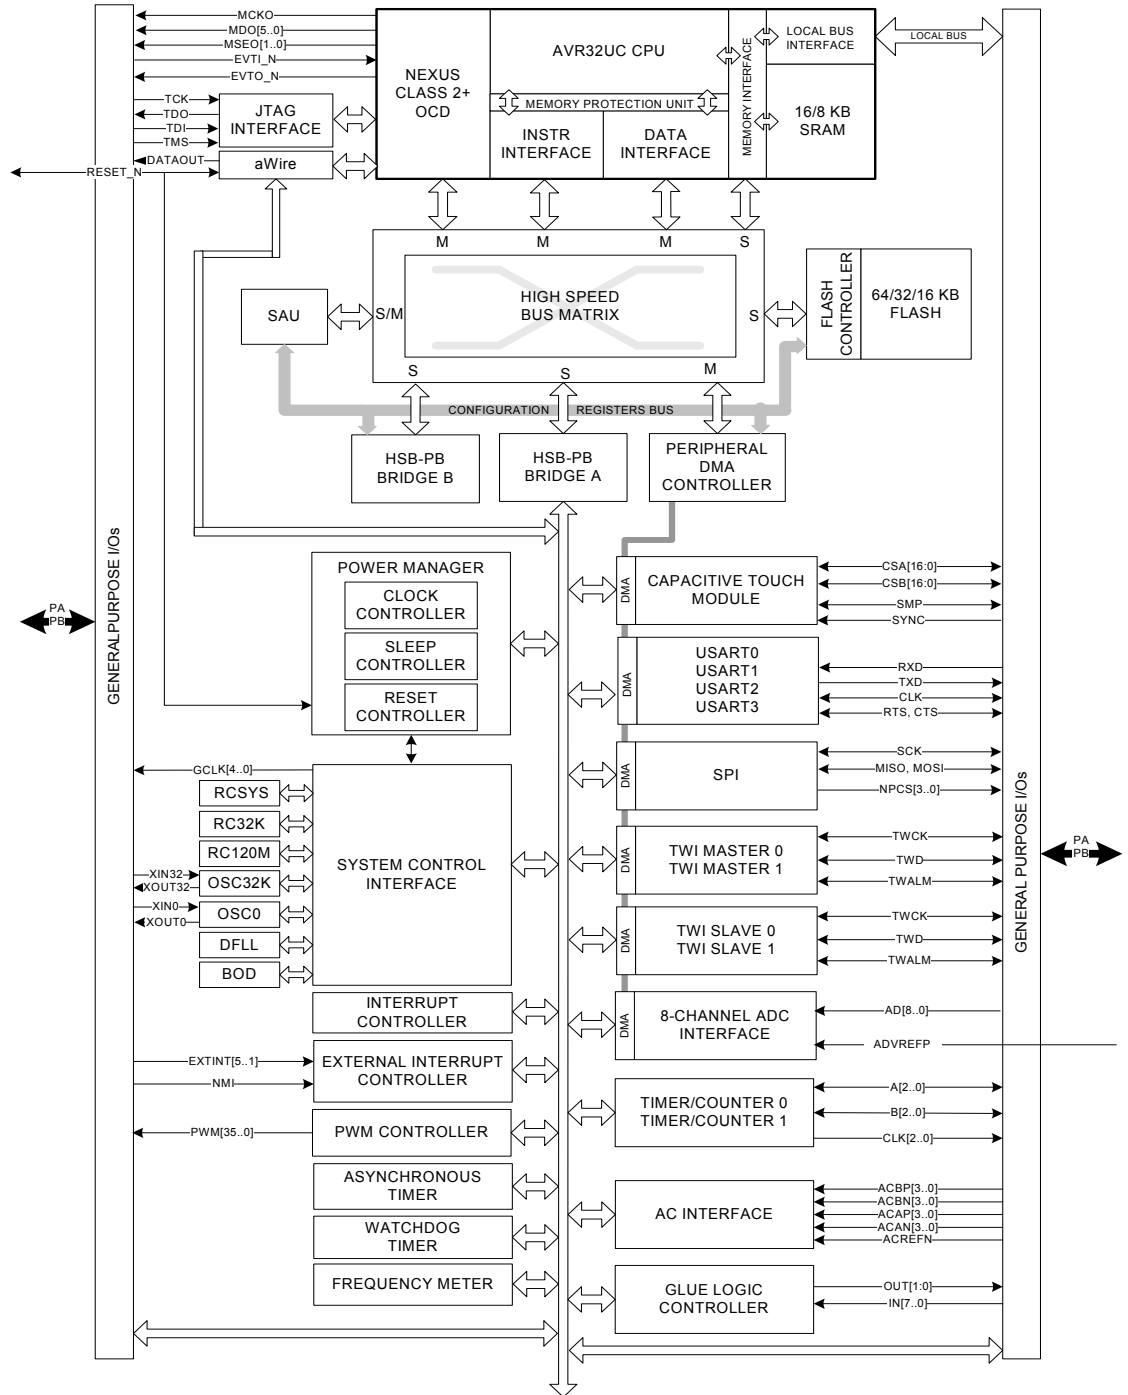 MCKO
MDO[5..0]
MSEO[1..0]
EVTI_N
EVTO_N
TCK
TDO
TDI
TMS
DATAOUT
RESET_N
JTAG
INTERFACE
aWire
NEXUS
CLASS 2+
OCD
AVR32UC CPU
MEMORY PROTECTION UNIT
INSTR
INTERFACE
DATA
INTERFACE
MEMORY INTERFACE
LOCAL BUS
INTERFACE
16/8 KB
SRAM
LOCAL BUS
M
M
M
S
SAU
S/M
HIGH SPEED
BUS MATRIX
S
FLASH
CONTROLLER
64/32/16 KB
FLASH
S
S
M
CONFIGURATION
REGISTERS BUS
HSB-PB
BRIDGE B
HSB-PB
BRIDGE A
PERIPHERAL
DMA
CONTROLLER
GENERALPURPOSE I/Os
PA
PB
POWER MANAGER
CLOCK
CONTROLLER
SLEEP
CONTROLLER
RESET
CONTROLLER
GCLK[4..0]
RCSYS
RC32K
RC120M
XIN32
XOUT32
OSC32K
XIN0
XOUT0
OSC0
DFLL
BOD
SYSTEM CONTROL
INTERFACE
INTERRUPT
CONTROLLER
EXTINT[5..1]
NMI
EXTERNAL INTERRUPT
CONTROLLER
PWM[35..0]
PWM CONTROLLER
ASYNCHRONOUS
TIMER
WATCHDOG
TIMER
FREQUENCY METER
DMA
CAPACITIVE TOUCH
MODULE
CSA[16:0]
CSB[16:0]
SMP
SYNC
DMA
USART0
USART1
USART2
USART3
RXD
TXD
CLK
RTS, CTS
DMA
SPI
SCK
MISO, MOSI
NPCS[3..0]
DMA
TWI MASTER 0
TWI MASTER 1
TWCK
TWD
TWALM
DMA
TWI SLAVE 0
TWI SLAVE 1
TWCK
TWD
TWALM
DMA
8-CHANNEL ADC
INTERFACE
AD[8..0]
ADVREFP
TIMER/COUNTER 0
TIMER/COUNTER 1
A[2..0]
B[2..0]
CLK[2..0]
AC INTERFACE
ACBP[3..0]
ACBN[3..0]
ACAP[3..0]
ACAN[3..0]
ACREFN
GLUE LOGIC
CONTROLLER
OUT[1:0]
IN[7..0]
GENERAL PURPOSE I/Os
PA
PB